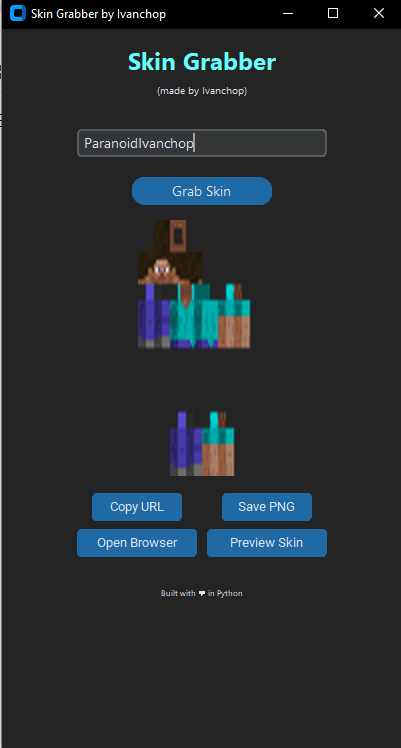 Skin Grabber by Ivanchop
Skin Grabber
(made by Ivanchop)
ParanoidIvanchop
Grab Skin
Copy URL Save PNG
Open Browser Preview Skin
Built with ❤ in Python